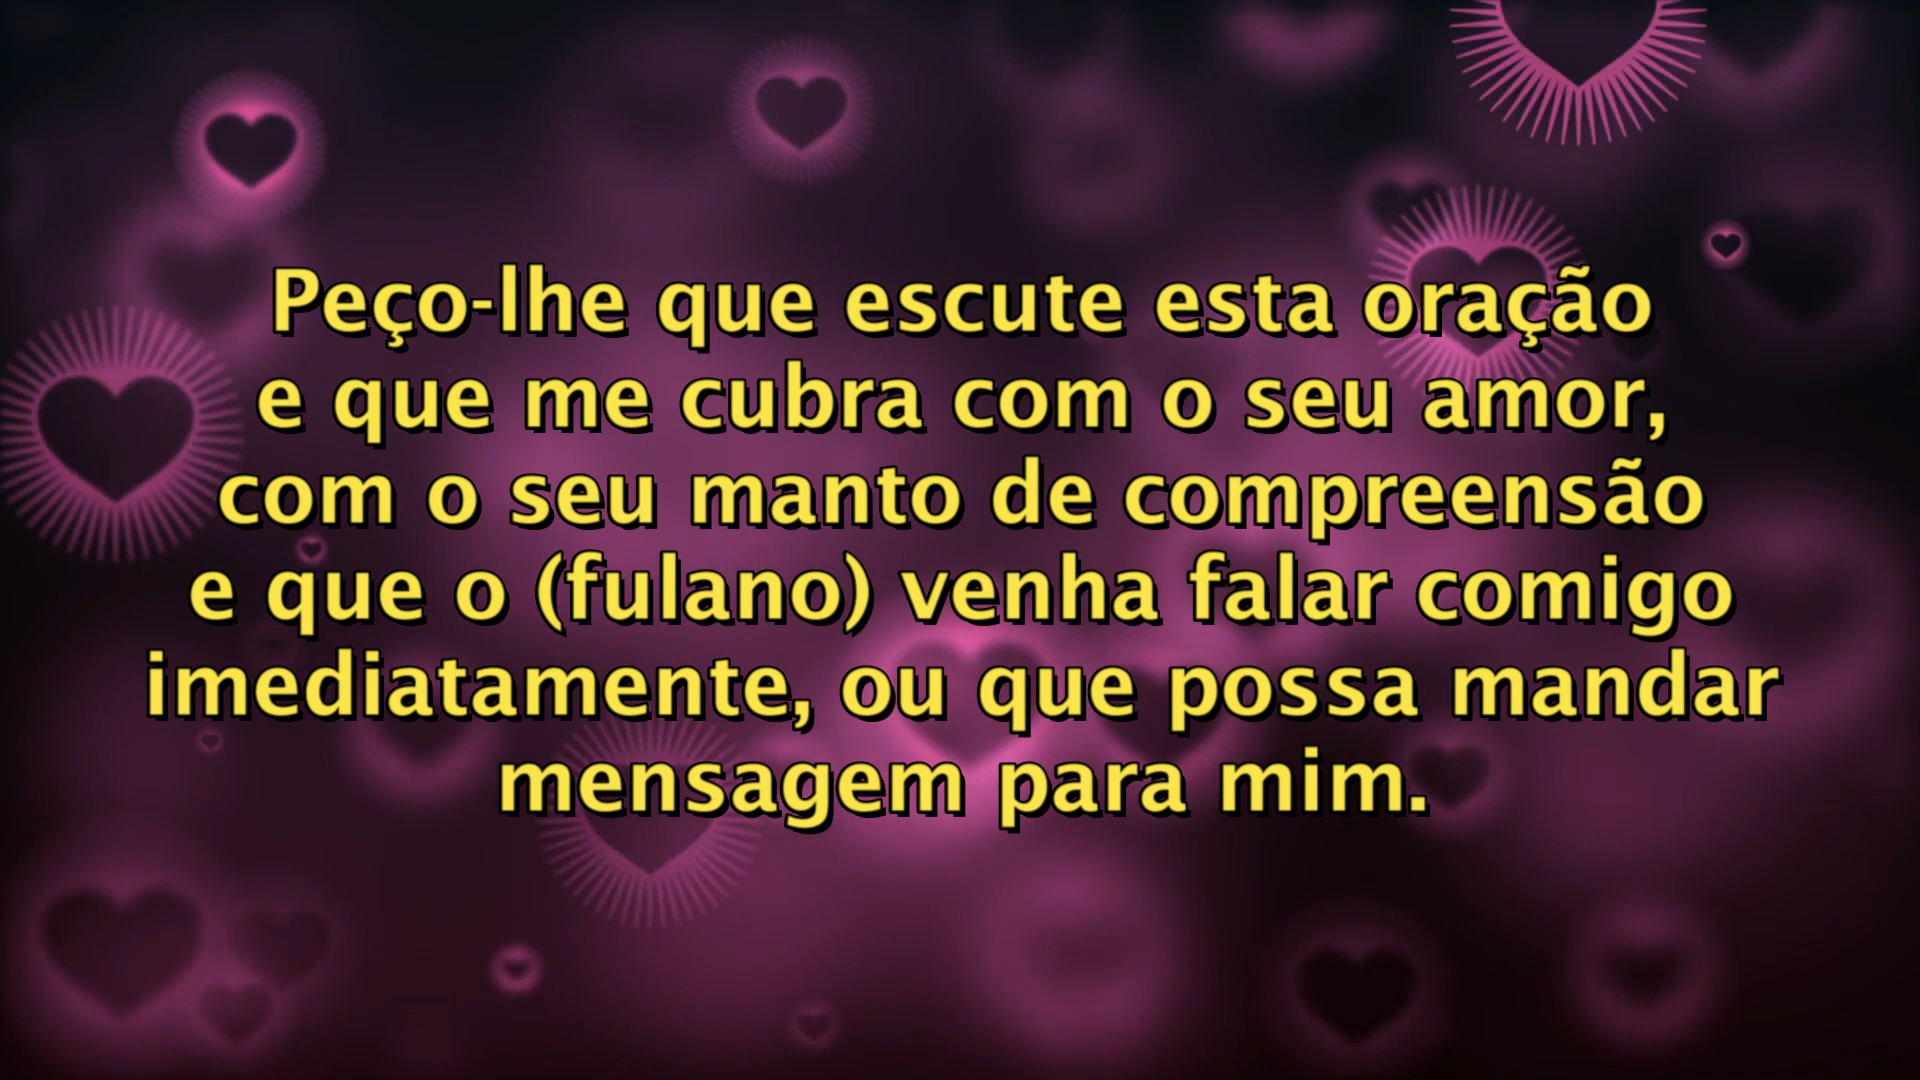 Peço-lhe que escute esta oração
e que me cubra com o seu amor,
com o seu manto de compreensão
e que o (fulano) venha falar comigo
imediatamente, ou que possa mandar
mensagem para mim.